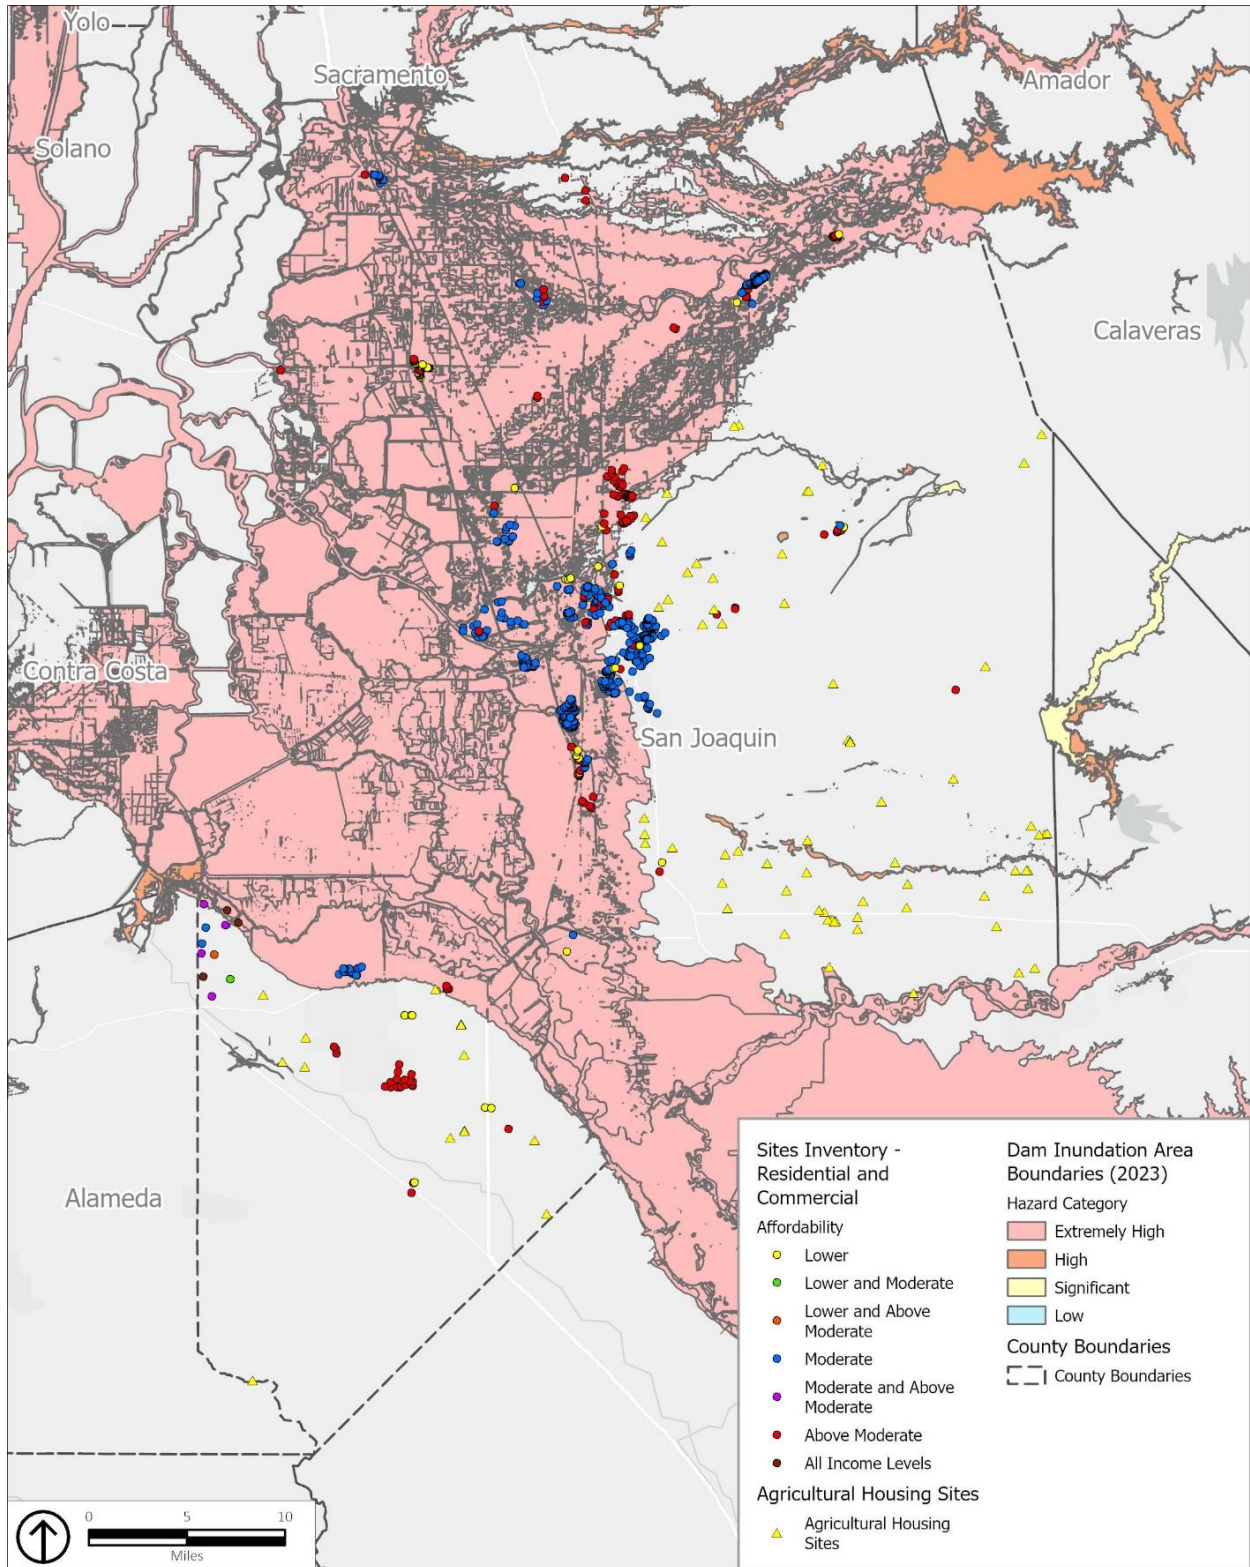 Yolo
Sacramento
Amador
Solano
Calaveras
Contra Costa
San Joaquin
Alameda
Sites Inventory -
Residential and
Commercial
Affordability
Lower
Lower and Moderate
Lower and Above
Moderate
Moderate
Moderate and Above
Moderate
Above Moderate
All Income Levels
Agricultural Housing Sites
Agricultural Housing
Sites
Dam Inundation Area
Boundaries (2023)
Hazard Category
Extremely High
High
Significant
Low
County Boundaries
County Boundaries
0 5 10
Miles